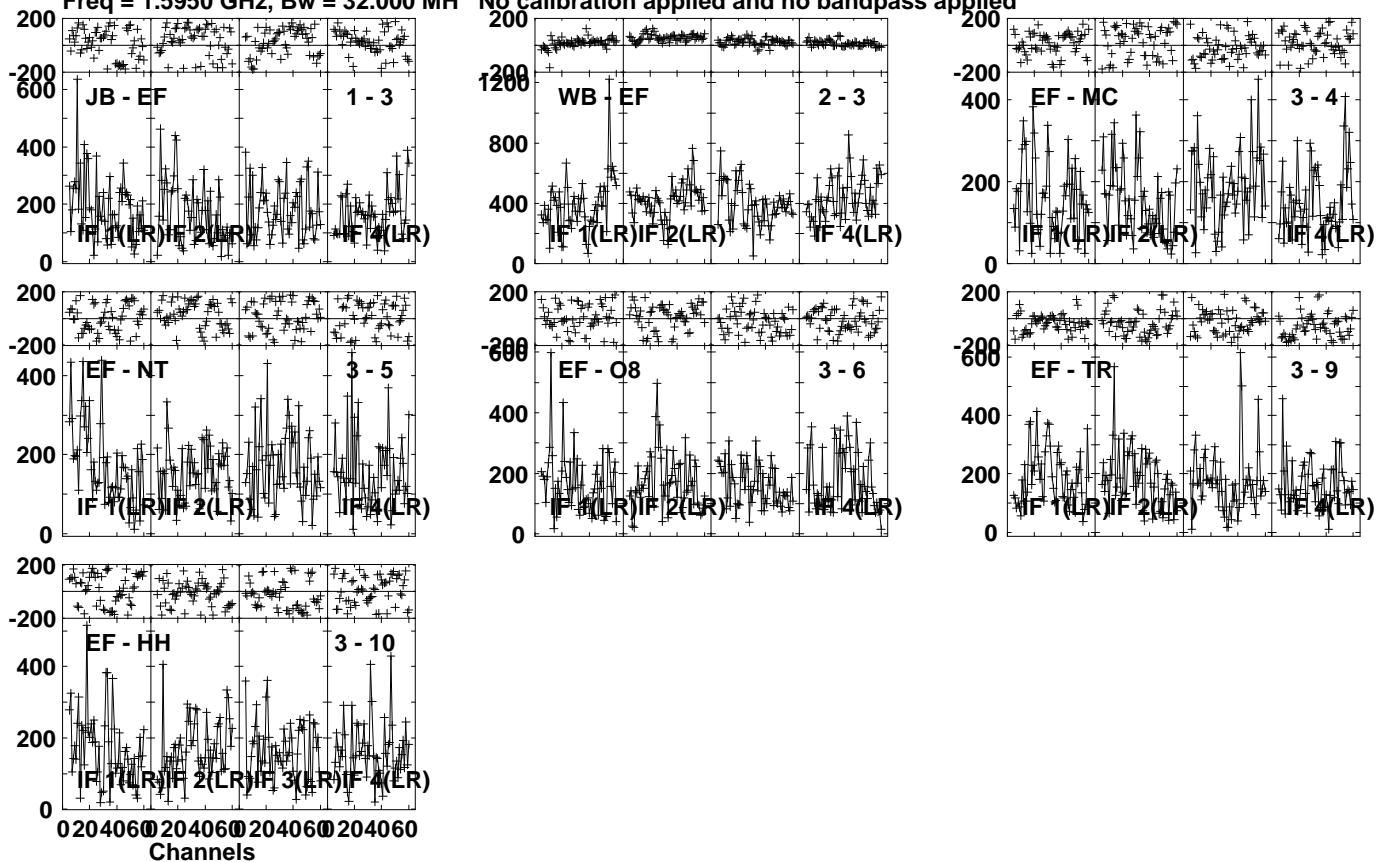 Freq = 1.5950 GHz, Bw = 32.000 MH No calibration applied and no bandpass applied
200
-200
600
400
200
0
JB - EF 1 - 3
IF 1(LR) IF 2(LR) IF 4(LR)
200
-200
1200
800
400
0
WB - EF 2 - 3
IF 1(LR) IF 2(LR) IF 4(LR)
200
-200
400
200
0
EF - MC 3 - 4
IF 1(LR) IF 2(LR) IF 4(LR)
200
-200
400
200
0
EF - NT 3 - 5
IF 1(LR) IF 2(LR) IF 4(LR)
200
-200
600
400
200
0
EF - O8 3 - 6
IF 1(LR) IF 2(LR) IF 4(LR)
200
-200
600
400
200
0
EF - TR 3 - 9
IF 1(LR) IF 2(LR) IF 4(LR)
200
-200
400
200
0
EF - HH 3 - 10
IF 1(LR) IF 2(LR) IF 3(LR) IF 4(LR)
0 20 40 60 0 20 40 60 0 20 40 60 0 20 40 60
Channels